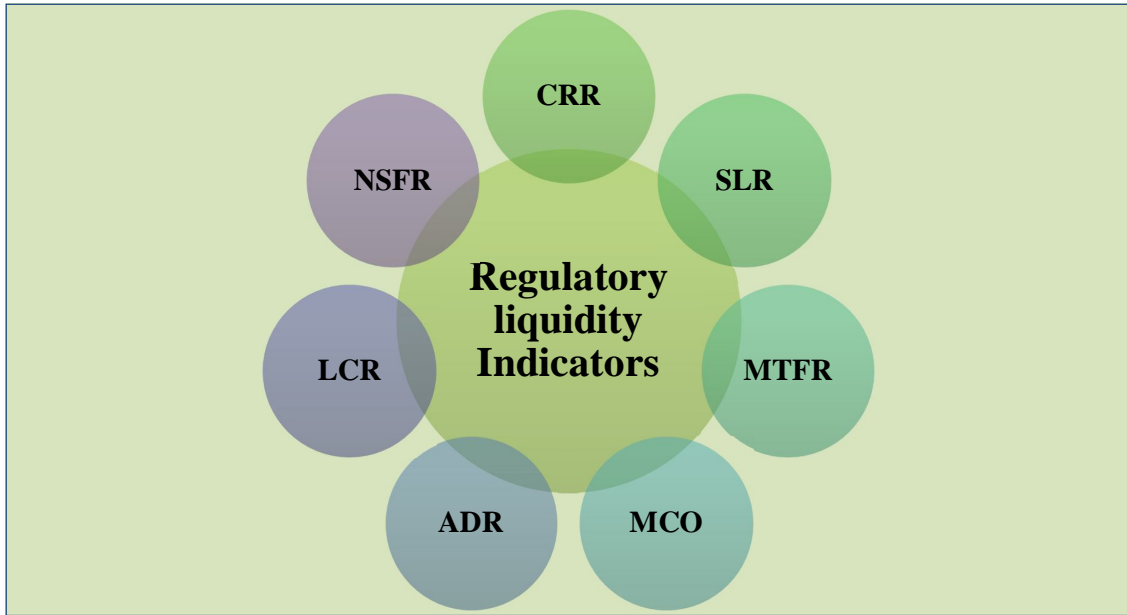 CRR
NSFR
SLR
Regulatory
liquidity
Indicators
LCR
MTFR
ADR
MCO